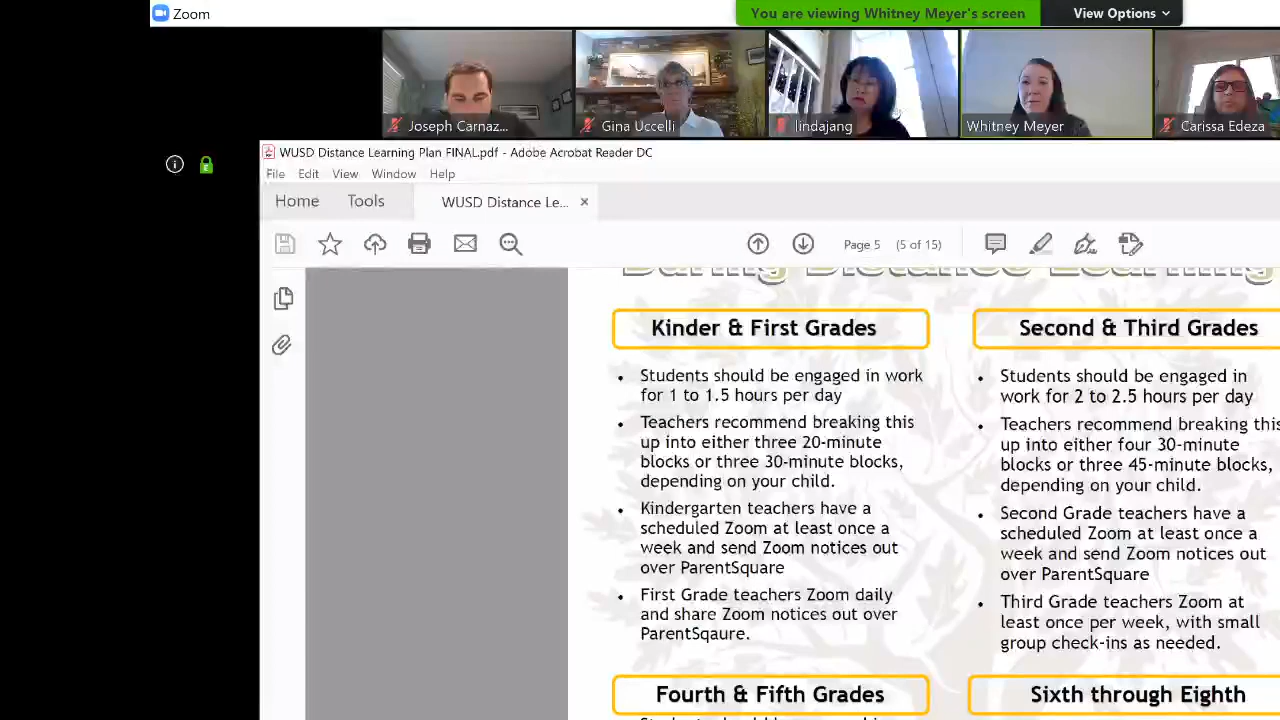 Zoom
You are viewing Whitney Meyer's screen
View Options
Joseph Carnaz...
Gina Uccelli
lindajang
Whitney Meyer
Carissa Edeza
WUSD Distance Learning Plan FINAL.pdf - Adobe Acrobat Reader DC
File Edit View Window Help
Home Tools WUSD Distance Le... ×
Page 5 (5 of 15)
During Distance Learning
Kinder & First Grades
• Students should be engaged in work
for 1 to 1.5 hours per day
• Teachers recommend breaking this
up into either three 20-minute
blocks or three 30-minute blocks,
depending on your child.
• Kindergarten teachers have a
scheduled Zoom at least once a
week and send Zoom notices out
over ParentSquare
• First Grade teachers Zoom daily
and share Zoom notices out over
ParentSqaure.
Second & Third Grades
• Students should be engaged in
work for 2 to 2.5 hours per day
• Teachers recommend breaking this
up into either four 30-minute
blocks or three 45-minute blocks,
depending on your child.
• Second Grade teachers have a
scheduled Zoom at least once a
week and send Zoom notices out
over ParentSquare
• Third Grade teachers Zoom at
least once per week, with small
group check-ins as needed.
Fourth & Fifth Grades
Sixth through Eighth